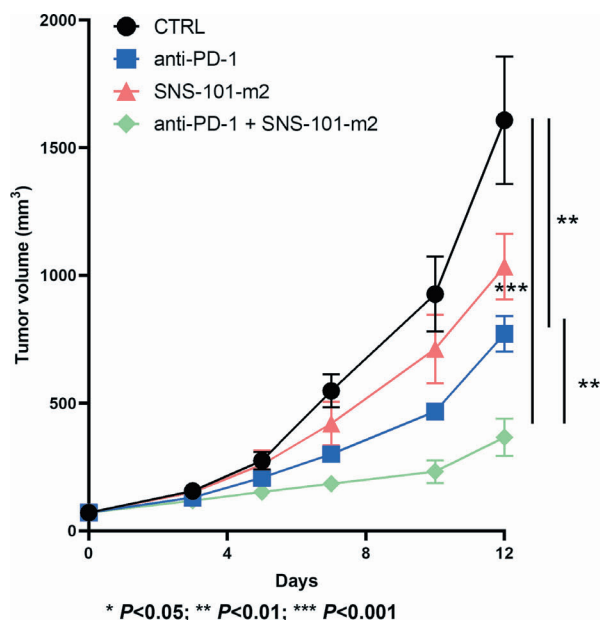 2000
1500
1000
500
0
Tumor volume (mm³)
CTRL
anti-PD-1
SNS-101-m2
anti-PD-1 + SNS-101-m2
**
***
**
0 4 8 12
Days
* P<0.05; ** P<0.01; *** P<0.001